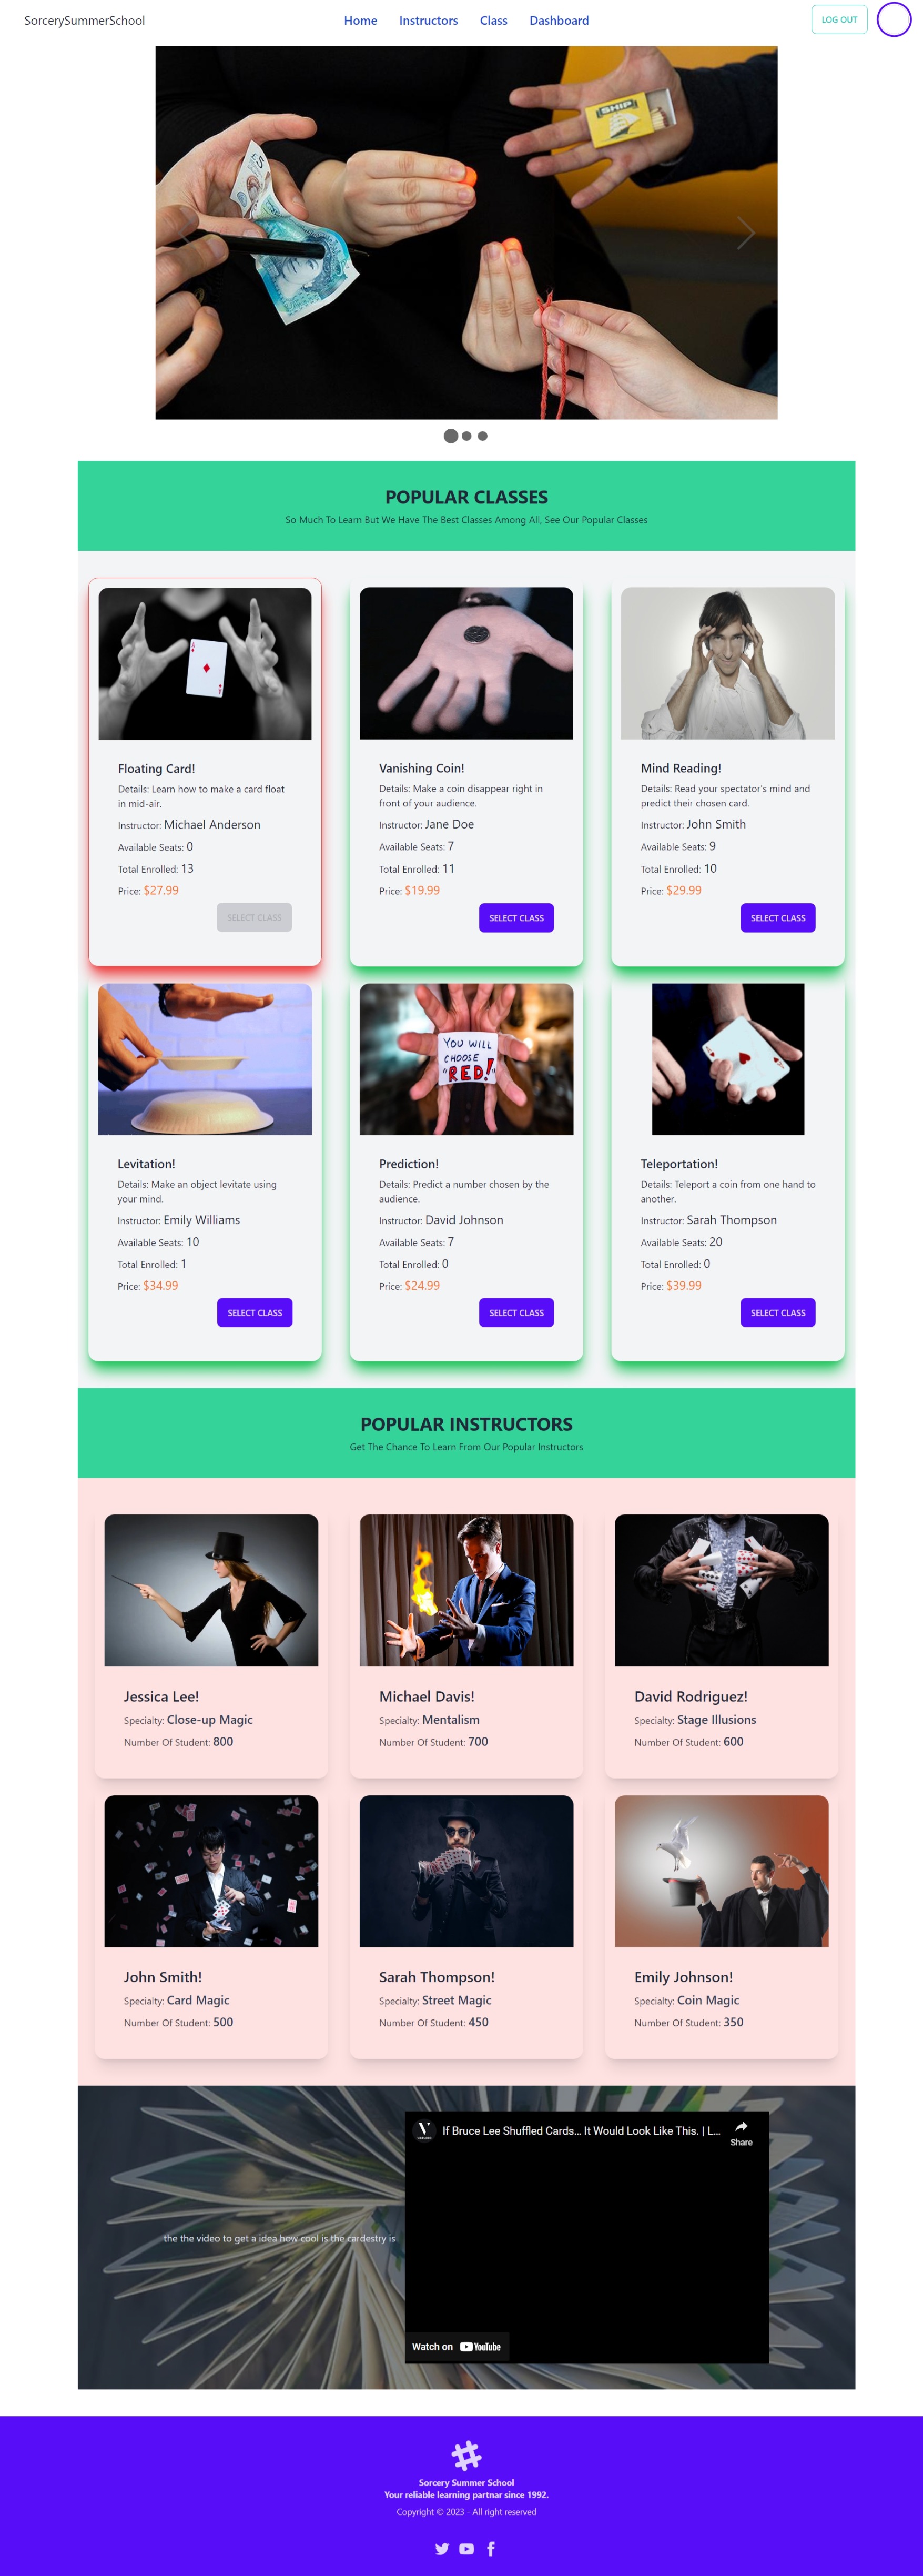 SorcerySummerSchool
Home Instructors Class Dashboard
LOG OUT
SHIP
5
POPULAR CLASSES
So Much To Learn But We Have The Best Classes Among All, See Our Popular Classes
Floating Card!
Details: Learn how to make a card float
in mid-air.
Instructor: Michael Anderson
Available Seats: 0
Total Enrolled: 13
Price: $27.99
SELECT CLASS
Vanishing Coin!
Details: Make a coin disappear right in
front of your audience.
Instructor: Jane Doe
Available Seats: 7
Total Enrolled: 11
Price: $19.99
SELECT CLASS
Mind Reading!
Details: Read your spectator's mind and
predict their chosen card.
Instructor: John Smith
Available Seats: 9
Total Enrolled: 10
Price: $29.99
SELECT CLASS
Levitation!
Details: Make an object levitate using
your mind.
Instructor: Emily Williams
Available Seats: 10
Total Enrolled: 1
Price: $34.99
SELECT CLASS
YOU WILL
CHOOSE
"RED!"
Prediction!
Details: Predict a number chosen by the
audience.
Instructor: David Johnson
Available Seats: 7
Total Enrolled: 0
Price: $24.99
SELECT CLASS
Teleportation!
Details: Teleport a coin from one hand to
another.
Instructor: Sarah Thompson
Available Seats: 20
Total Enrolled: 0
Price: $39.99
SELECT CLASS
POPULAR INSTRUCTORS
Get The Chance To Learn From Our Popular Instructors
Jessica Lee!
Specialty: Close-up Magic
Number Of Student: 800
Michael Davis!
Specialty: Mentalism
Number Of Student: 700
David Rodriguez!
Specialty: Stage Illusions
Number Of Student: 600
John Smith!
Specialty: Card Magic
Number Of Student: 500
Sarah Thompson!
Specialty: Street Magic
Number Of Student: 450
Emily Johnson!
Specialty: Coin Magic
Number Of Student: 350
the the video to get a idea how cool is the cardestry is
If Bruce Lee Shuffled Cards... It Would Look Like This. | L...
Share
Watch on YouTube
Sorcery Summer School
Your reliable learning partnar since 1992.
Copyright © 2023 - All right reserved